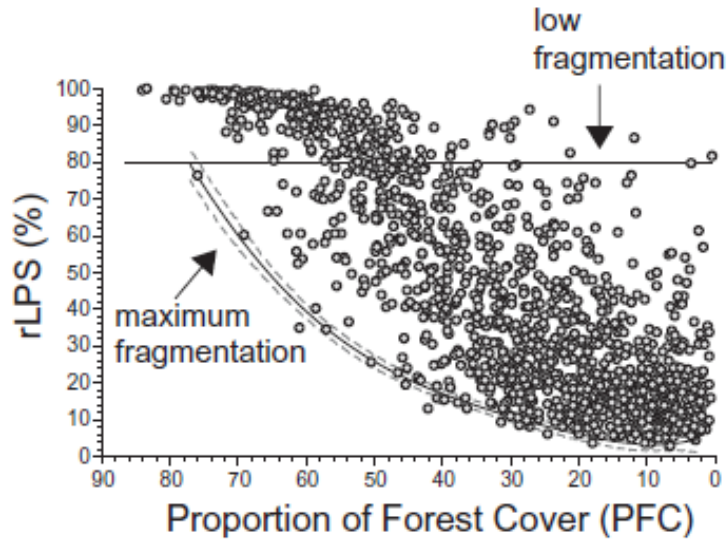 low
fragmentation
100
90
80
70
60
50
40
30
20
10
0
rLPS (%)
maximum
fragmentation
90 80 70 60 50 40 30 20 10 0
Proportion of Forest Cover (PFC)